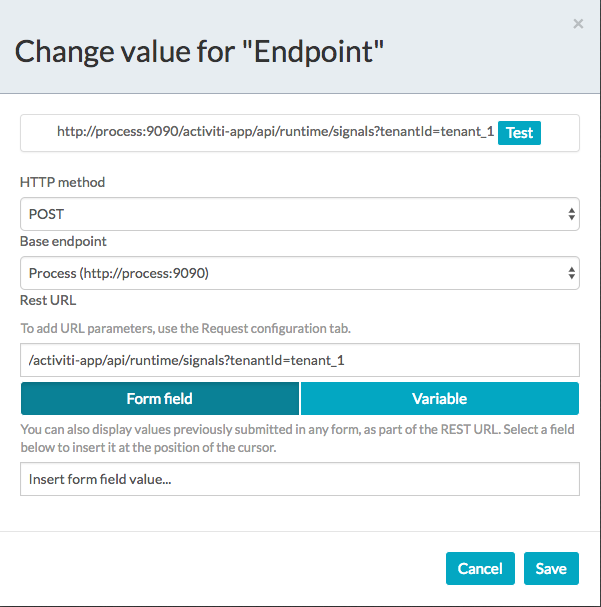 ×
Change value for "Endpoint"
http://process:9090/activiti-app/api/runtime/signals?tenantId=tenant_1 Test
HTTP method
POST
Base endpoint
Process (http://process:9090)
Rest URL
To add URL parameters, use the Request configuration tab.
/activiti-app/api/runtime/signals?tenantId=tenant_1
Form field Variable
You can also display values previously submitted in any form, as part of the REST URL. Select a field
below to insert it at the position of the cursor.
Insert form field value...
Cancel Save